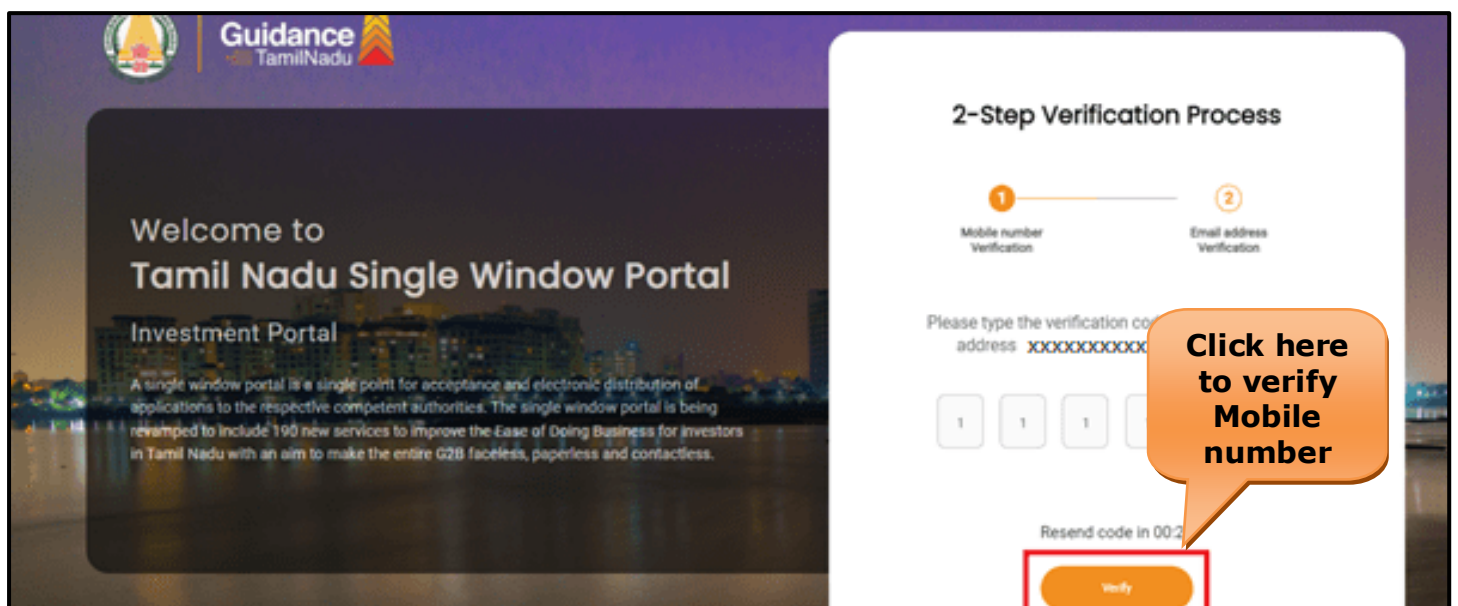 Guidance
TamilNadu
Welcome to
Tamil Nadu Single Window Portal
Investment Portal
A single window portal is a single point for acceptance and electronic distribution of
applications to the respective competent authorities. The single window portal is being
revamped to include 190 new services to improve the Ease of Doing Business for investors
in Tamil Nadu with an aim to make the entire G2B faceless, paperless and contactless.
2-Step Verification Process
1
2
Mobile number
Verification
Email address
Verification
Please type the verification
address xxxxxxxxxx
1 1 1
Click here
to verify
Mobile
number
Resend code in 00:2
Verify